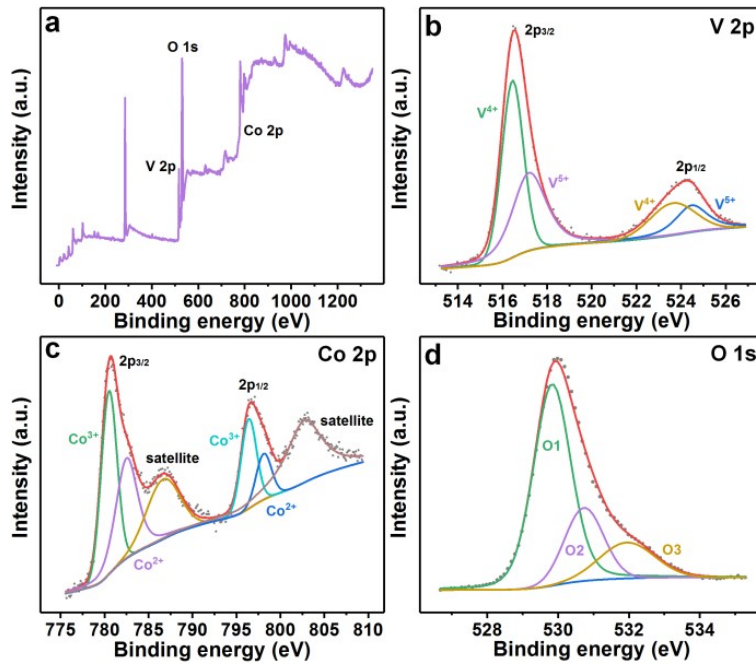 a
O 1s
V 2p
Co 2p
Intensity (a.u.)
0 200 400 600 800 1000 1200
Binding energy (eV)
b
V 2p
2p3/2
V4+
V5+
2p1/2
V4+
V5+
Intensity (a.u.)
514 516 518 520 522 524 526
Binding energy (eV)
c
Co 2p
2p3/2
Co3+
satellite
Co2+
2p1/2
Co3+
satellite
Co2+
Intensity (a.u.)
775 780 785 790 795 800 805 810
Binding energy (eV)
d
O 1s
O1
O2
O3
Intensity (a.u.)
528 530 532 534
Binding energy (eV)